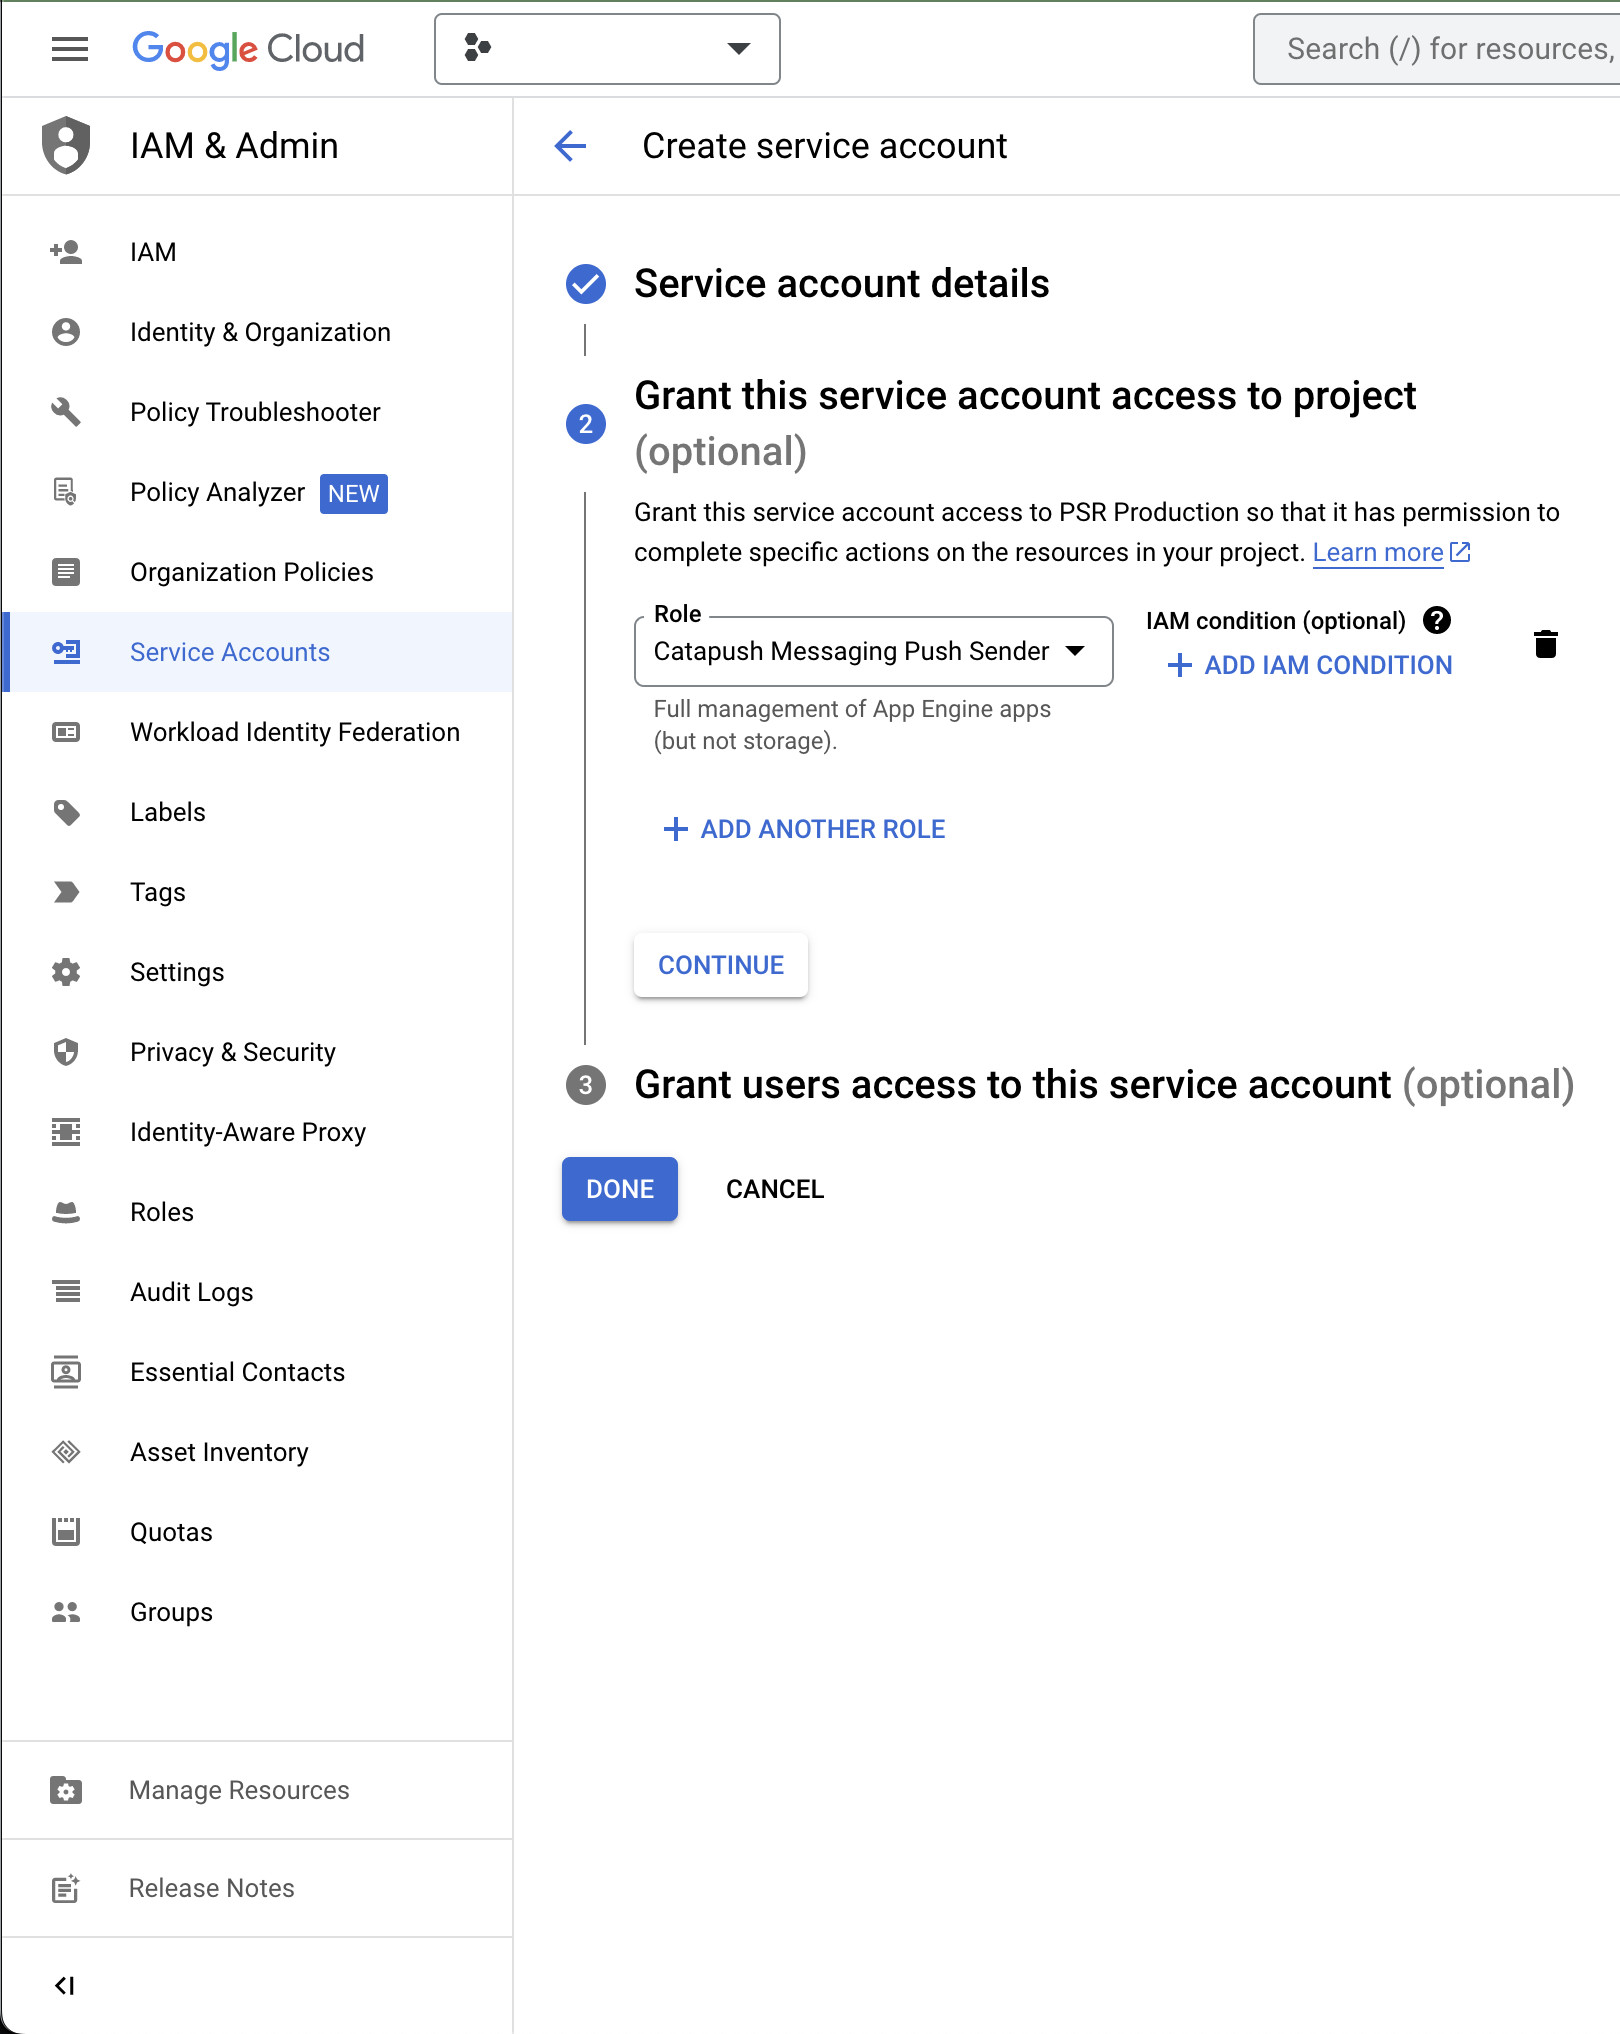 Google Cloud
Search (/) for resources,
IAM & Admin
Create service account
IAM
Identity & Organization
Policy Troubleshooter
Policy Analyzer NEW
Organization Policies
Service Accounts
Workload Identity Federation
Labels
Tags
Settings
Privacy & Security
Identity-Aware Proxy
Roles
Audit Logs
Essential Contacts
Asset Inventory
Quotas
Groups
Manage Resources
Release Notes
Service account details
2
Grant this service account access to project
(optional)
Grant this service account access to PSR Production so that it has permission to
complete specific actions on the resources in your project. Learn more
Role
Catapush Messaging Push Sender
Full management of App Engine apps
(but not storage).
IAM condition (optional) ?
+ ADD IAM CONDITION
+ ADD ANOTHER ROLE
CONTINUE
3 Grant users access to this service account (optional)
DONE CANCEL